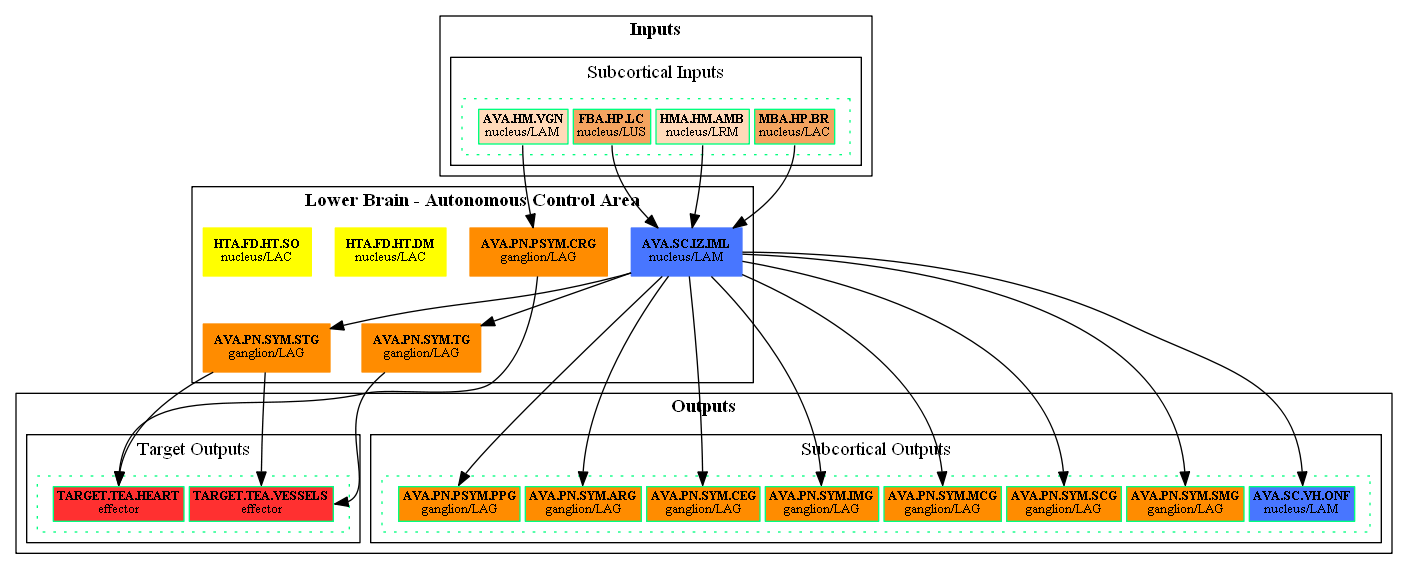 Inputs
Subcortical Inputs
AVA.HM.VGN
nucleus/LAM
FBA.HP.LC
nucleus/LUS
HMA.HM.AMB
nucleus/LRM
MBA.HP.BR
nucleus/LAC
Lower Brain - Autonomous Control Area
HTA.FD.HT.SO
nucleus/LAC
HTA.FD.HT.DM
nucleus/LAC
AVA.PN.PSYM.CRG
ganglion/LAG
AVA.SC.IZ.IML
nucleus/LAM
AVA.PN.SYM.STG
ganglion/LAG
AVA.PN.SYM.TG
ganglion/LAG
Outputs
Target Outputs
TARGET.TEA.HEART
effector
TARGET.TEA.VESSELS
effector
Subcortical Outputs
AVA.PN.PSYM.PPG
ganglion/LAG
AVA.PN.SYM.ARG
ganglion/LAG
AVA.PN.SYM.CEG
ganglion/LAG
AVA.PN.SYM.IMG
ganglion/LAG
AVA.PN.SYM.MCG
ganglion/LAG
AVA.PN.SYM.SCG
ganglion/LAG
AVA.PN.SYM.SMG
ganglion/LAG
AVA.SC.VH.ONF
nucleus/LAM